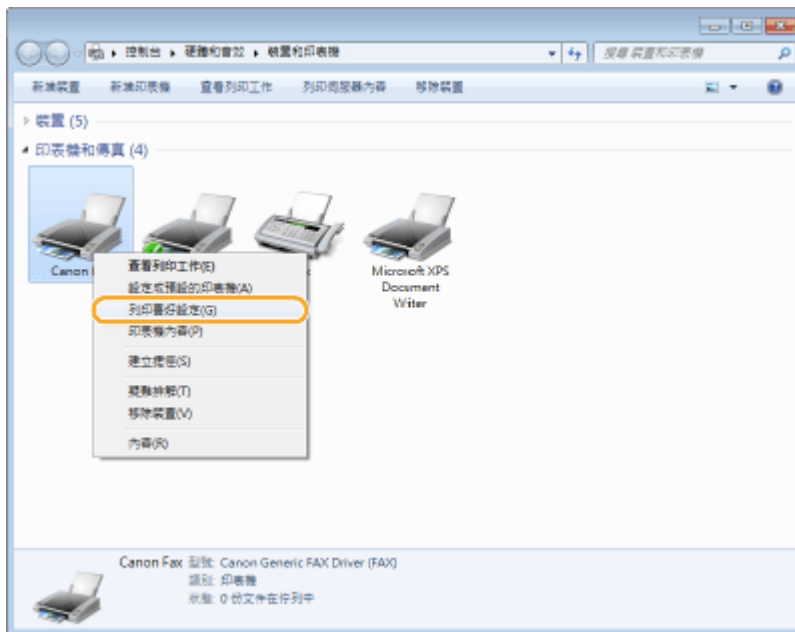 控制台 ▸ 硬體和音效 ▸ 裝置和印表機
搜尋 裝置和印表機
新增裝置 新增印表機 查看列印工作 列印伺服器內容 移除裝置
裝置 (5)
印表機和傳真 (4)
Canon
Microsoft XPS
Document
Writer
查看列印工作(E)
設定成預設的印表機(A)
列印喜好設定(G)
印表機內容(P)
建立捷徑(S)
疑難排解(T)
移除裝置(V)
內容(R)
Canon Fax 型號: Canon Generic FAX Driver (FAX)
類別: 印表機
狀態: 0 份文件在佇列中